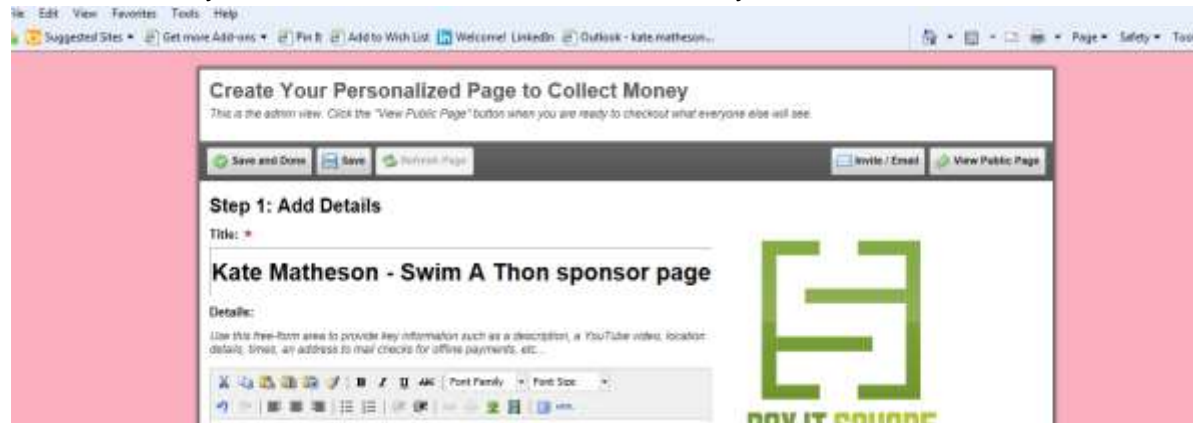 File Edit View Favorites Tools Help
Suggested Sites Get more Add-ons Pin It Add to Wish List Welcome! LinkedIn Outlook - kate.matheson...
Page Safety Tools
Create Your Personalized Page to Collect Money
This is the admin view. Click the "View Public Page" button when you are ready to checkout what everyone else will see.
Save and Done Save Refresh Page Invite / Email View Public Page
Step 1: Add Details
Title: *
Kate Matheson - Swim A Thon sponsor page
Details:
Use this free-form area to provide key information such as a description, a YouTube video, location
details, times, an address to mail checks for offline payments, etc...
B I U ABC Font Family Font Size
HTML
PAY IT SQUARE